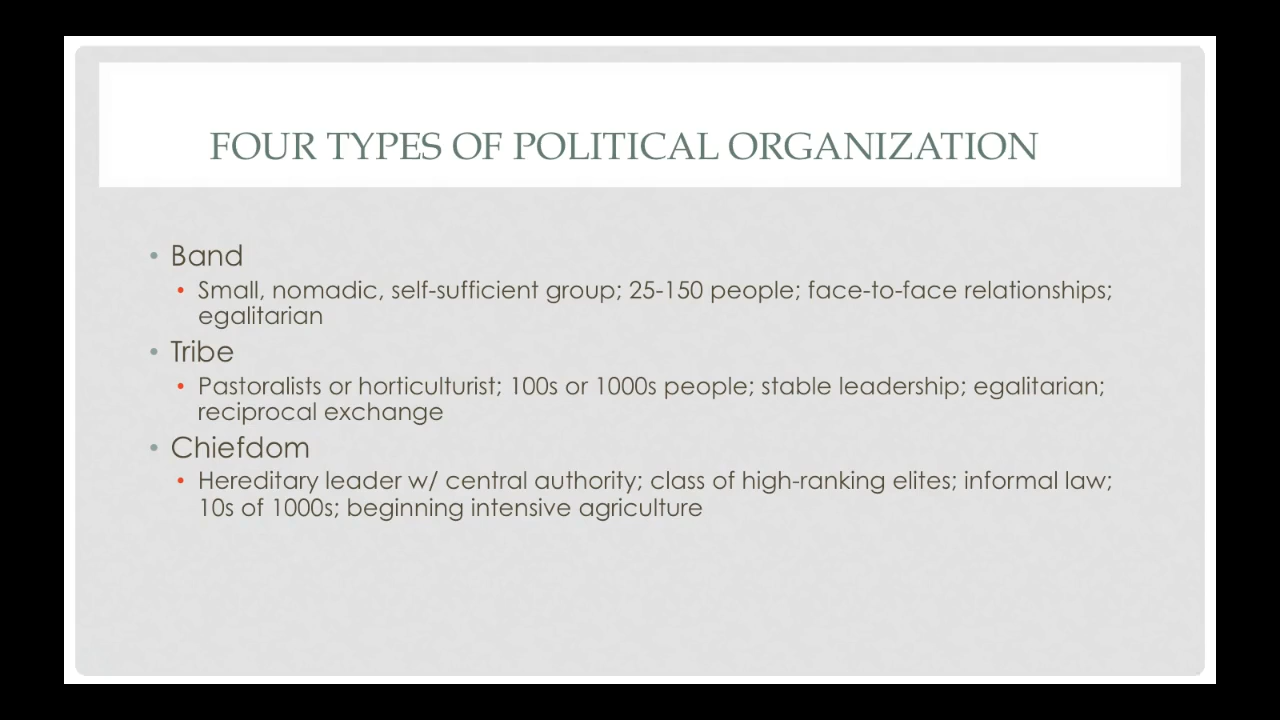 FOUR TYPES OF POLITICAL ORGANIZATION
• Band
• Small, nomadic, self-sufficient group; 25-150 people; face-to-face relationships;
egalitarian
• Tribe
• Pastoralists or horticulturist; 100s or 1000s people; stable leadership; egalitarian;
reciprocal exchange
• Chiefdom
• Hereditary leader w/ central authority; class of high-ranking elites; informal law;
10s of 1000s; beginning intensive agriculture